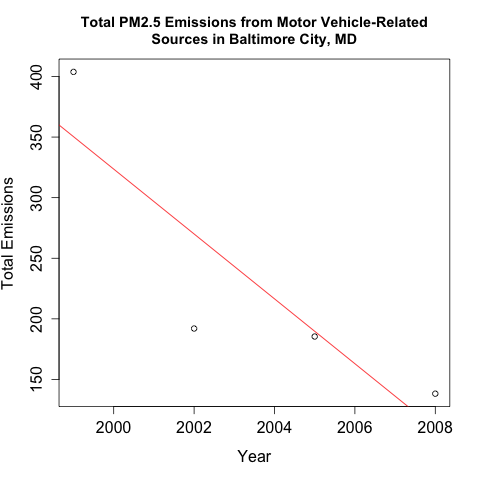 Total PM2.5 Emissions from Motor Vehicle-Related
Sources in Baltimore City, MD
Total Emissions
400
350
300
250
200
150
2000 2002 2004 2006 2008
Year